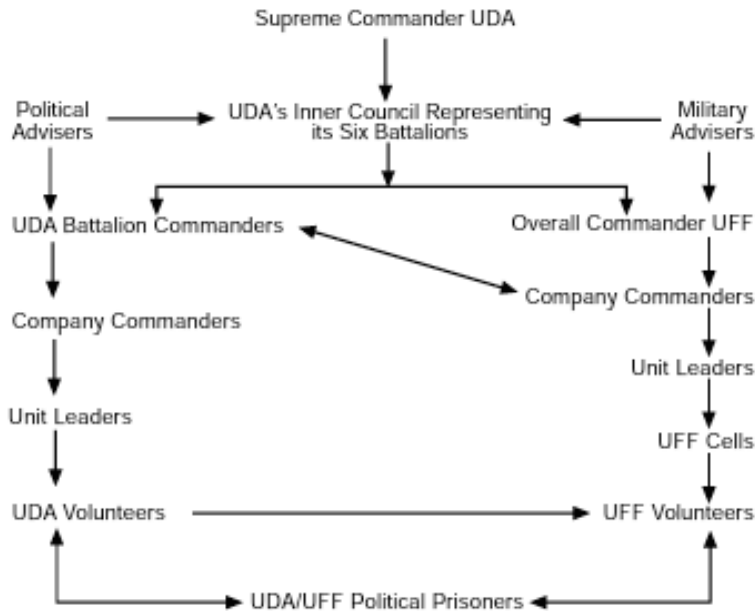 Supreme Commander UDA
Political
Advisers
UDA's Inner Council Representing
its Six Battalions
Military
Advisers
UDA Battalion Commanders
Overall Commander UFF
Company Commanders
Company Commanders
Unit Leaders
Unit Leaders
UFF Cells
UDA Volunteers
UFF Volunteers
UDA/UFF Political Prisoners